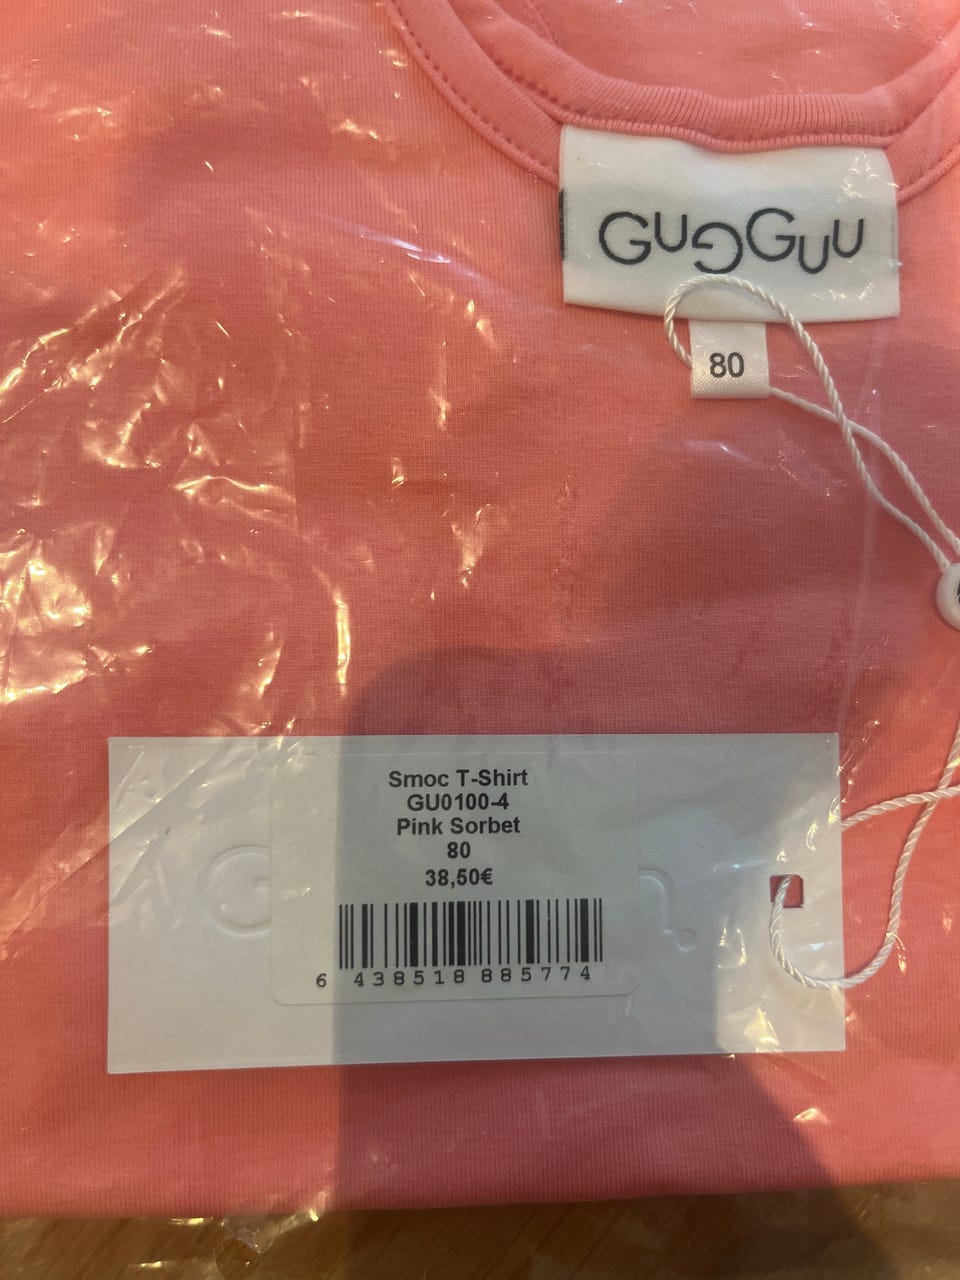 GUGGUU
80
Smoc T-Shirt
GU0100-4
Pink Sorbet
80
38,50€
6 438518 885774